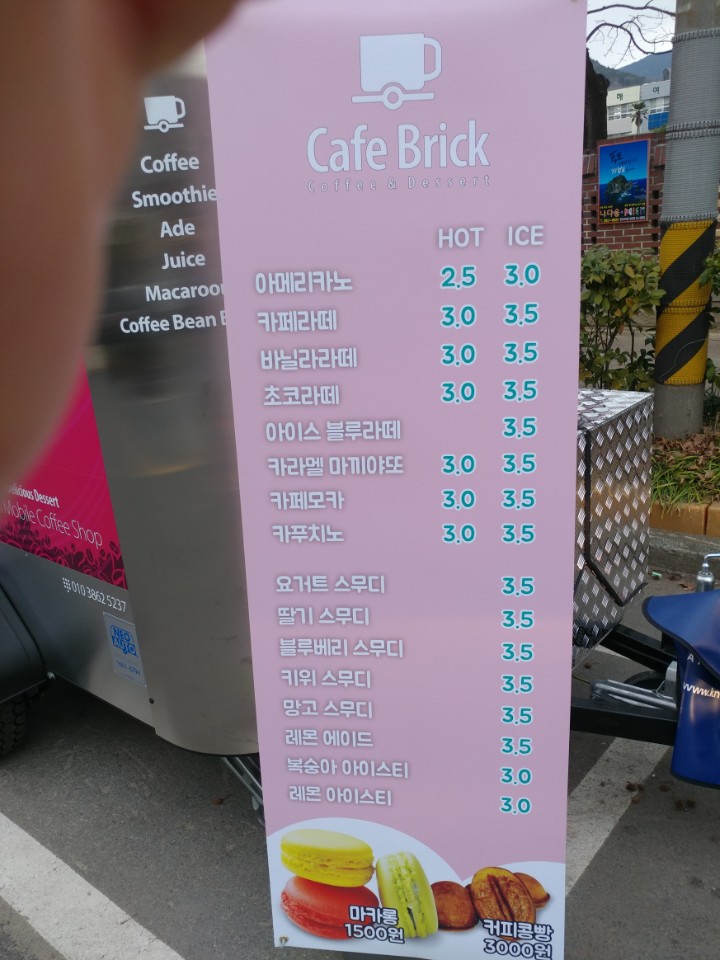 Cafe Brick
Coffee & Dessert
HOT ICE
아메리카노 2.5 3.0
카페라떼 3.0 3.5
바닐라라떼 3.0 3.5
초코라떼 3.0 3.5
아이스 블루라떼 3.5
카라멜 마끼야또 3.0 3.5
카페모카 3.0 3.5
카푸치노 3.0 3.5
요거트 스무디 3.5
딸기 스무디 3.5
블루베리 스무디 3.5
키위 스무디 3.5
망고 스무디 3.5
레몬 에이드 3.5
복숭아 아이스티 3.0
레몬 아이스티 3.0
마카롱
1500원
커피콩빵
3000원
Coffee
Smoothie
Ade
Juice
Coffee Bean
Delicious Dessert
Mobile Coffee Shop
010 3862 5237